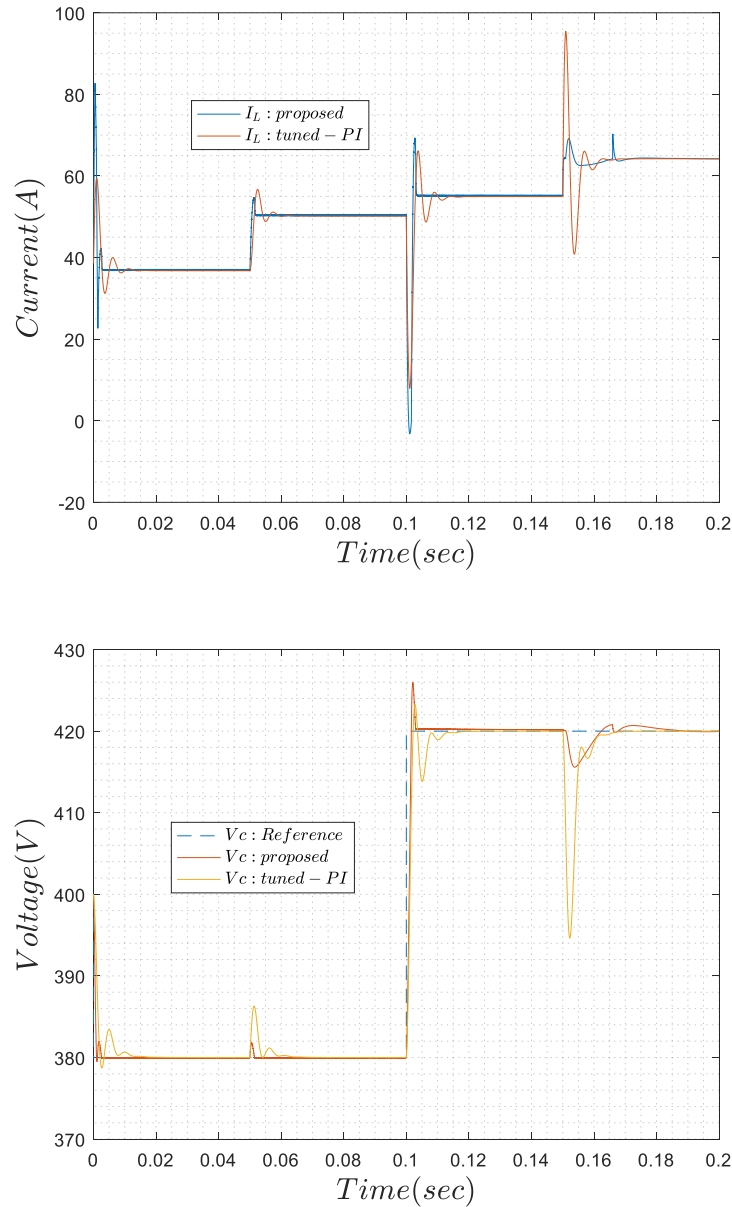 100
80
60
40
20
0
-20
Current(A)
I_L : proposed
I_L : tuned − PI
0 0.02 0.04 0.06 0.08 0.1 0.12 0.14 0.16 0.18 0.2
Time(sec)
430
420
410
400
390
380
370
Voltage(V)
Vc : Reference
Vc : proposed
Vc : tuned − PI
0 0.02 0.04 0.06 0.08 0.1 0.12 0.14 0.16 0.18 0.2
Time(sec)